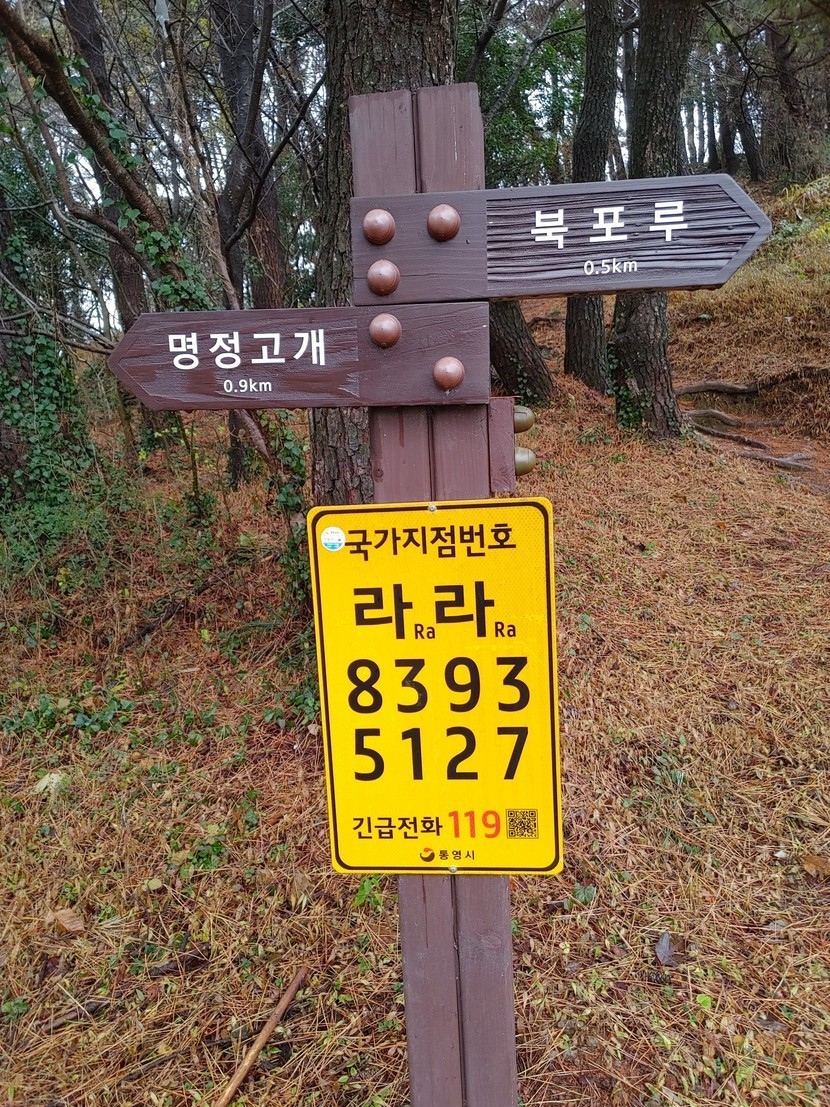 북포루
0.5km
명정고개
0.9km
국가지점번호
라Ra라Ra
8393
5127
긴급전화 119
통영시